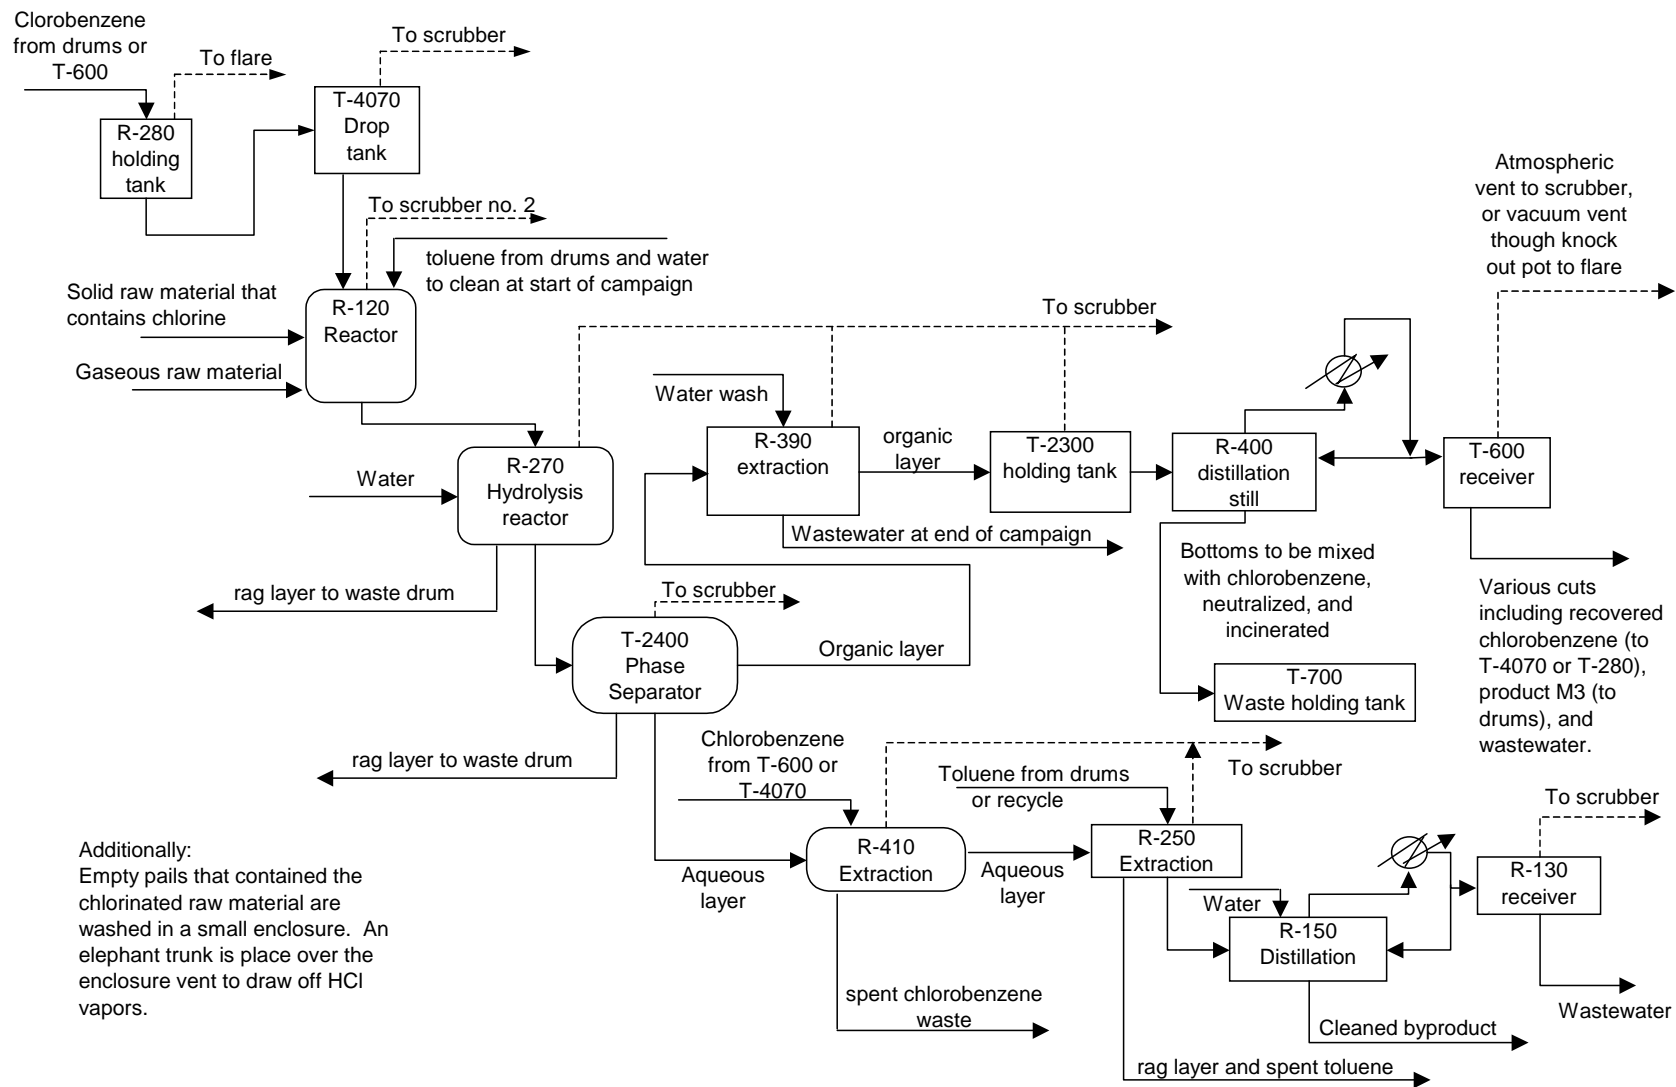 Clorobenzene
from drums or
T-600
To flare
To scrubber
R-280
holding
tank
T-4070
Drop
tank
To scrubber no. 2
toluene from drums and water
to clean at start of campaign
Solid raw material that
contains chlorine
Gaseous raw material
R-120
Reactor
Water
R-270
Hydrolysis
reactor
rag layer to waste drum
To scrubber
Water wash
R-390
extraction
organic
layer
T-2300
holding tank
R-400
distillation
still
Atmospheric
vent to scrubber,
or vacuum vent
though knock
out pot to flare
T-600
receiver
Wastewater at end of campaign
Bottoms to be mixed
with chlorobenzene,
neutralized, and
incinerated
T-700
Waste holding tank
Various cuts
including recovered
chlorobenzene (to
T-4070 or T-280),
product M3 (to
drums), and
wastewater.
To scrubber
T-2400
Phase
Separator
Organic layer
rag layer to waste drum
Chlorobenzene
from T-600 or
T-4070
Aqueous
layer
R-410
Extraction
spent chlorobenzene
waste
Aqueous
layer
Toluene from drums
or recycle
To scrubber
R-250
Extraction
Water
R-150
Distillation
To scrubber
R-130
receiver
Wastewater
Cleaned byproduct
rag layer and spent toluene
Additionally:
Empty pails that contained the
chlorinated raw material are
washed in a small enclosure. An
elephant trunk is place over the
enclosure vent to draw off HCl
vapors.